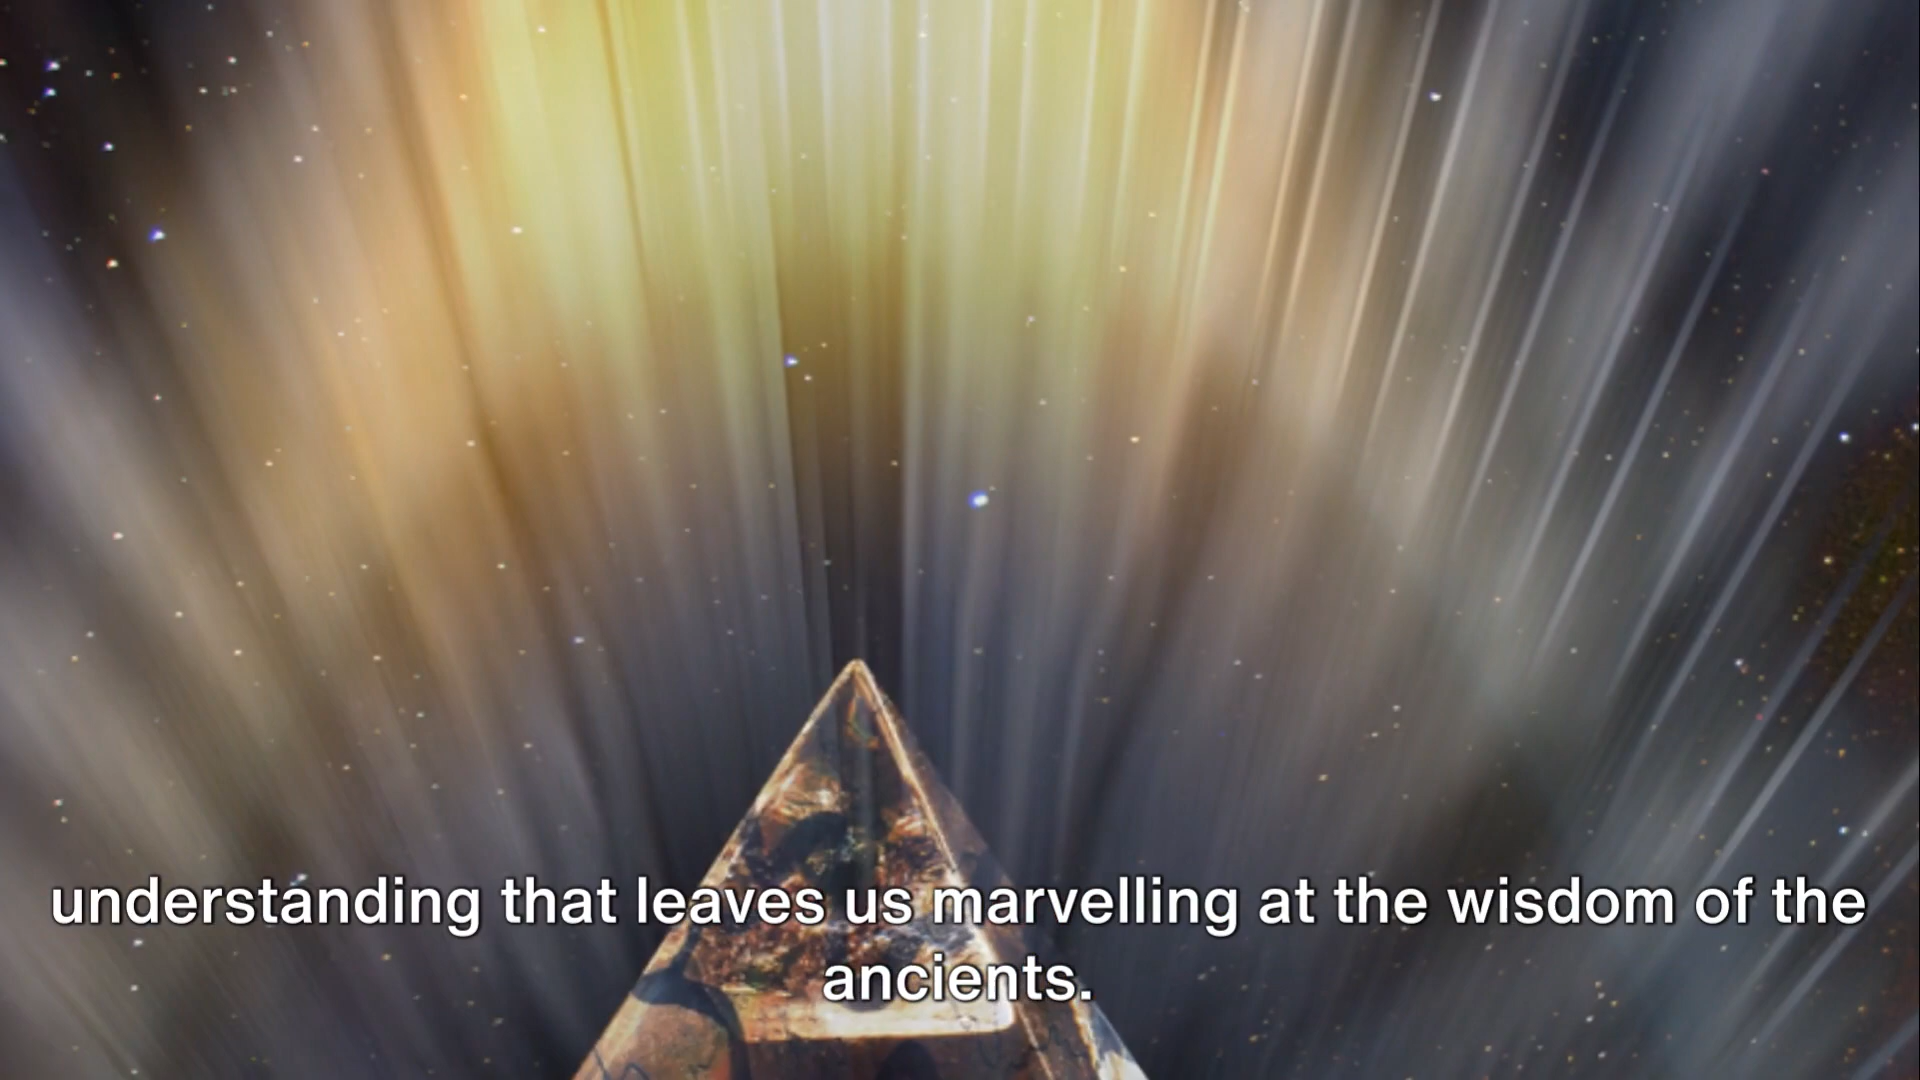 understanding that leaves us marvelling at the wisdom of the
ancients.